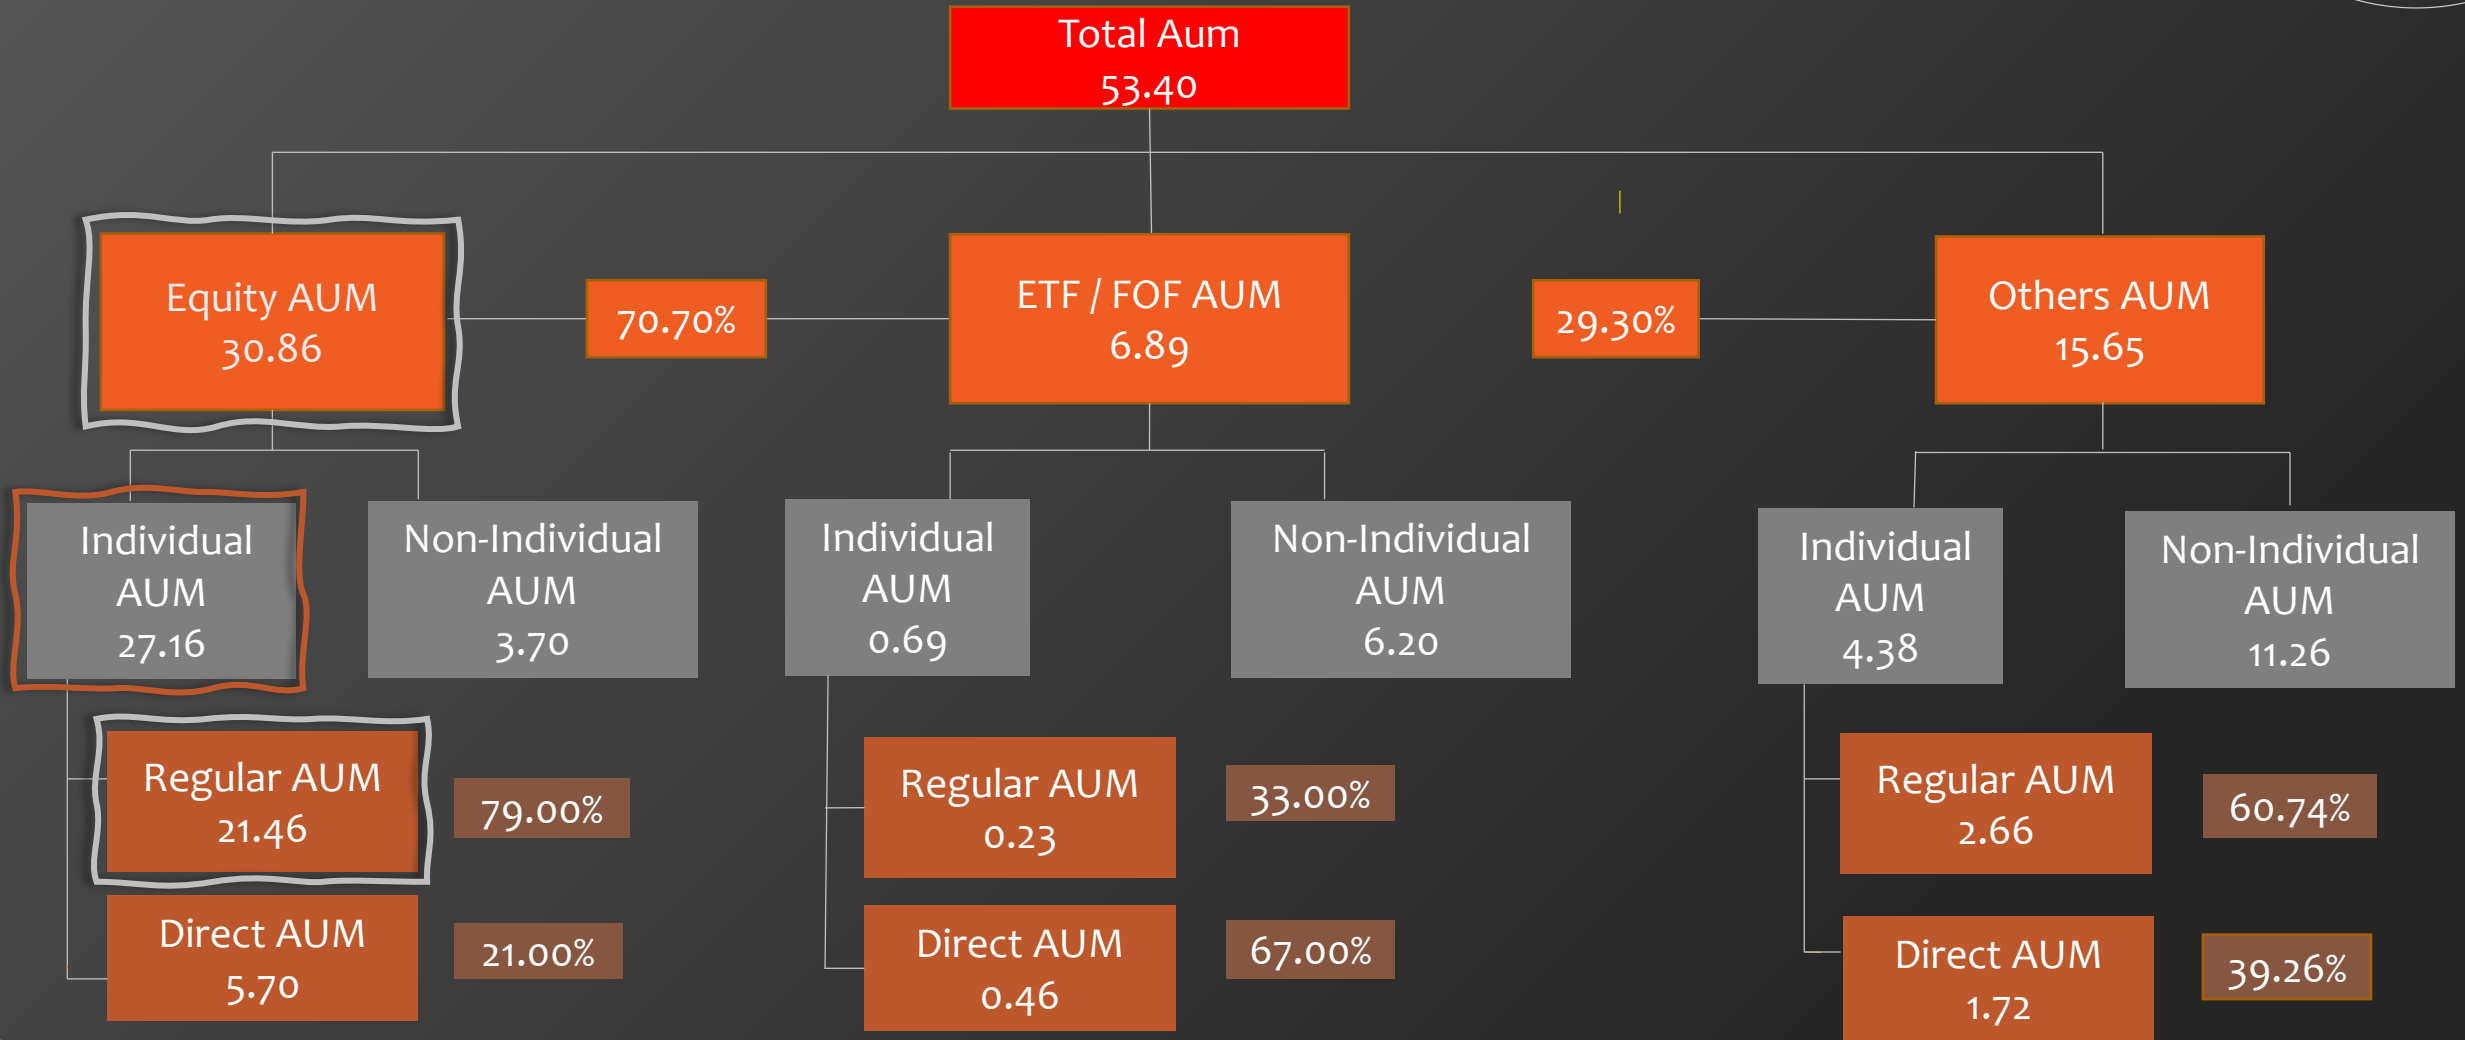 Total Aum
53.40
Equity AUM
30.86
70.70%
ETF / FOF AUM
6.89
29.30%
Others AUM
15.65
Individual
AUM
27.16
Non-Individual
AUM
3.70
Individual
AUM
0.69
Non-Individual
AUM
6.20
Individual
AUM
4.38
Non-Individual
AUM
11.26
Regular AUM
21.46
79.00%
Regular AUM
0.23
33.00%
Regular AUM
2.66
60.74%
Direct AUM
5.70
21.00%
Direct AUM
0.46
67.00%
Direct AUM
1.72
39.26%